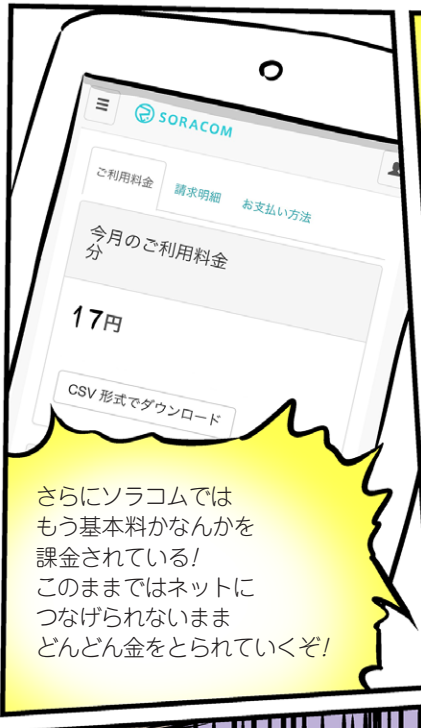 SORACOM
ご利用料金 請求明細 お支払い方法
今月のご利用料金
分
17円
CSV 形式でダウンロード
さらにソラコムでは
もう基本料かなんかを
課金されている!
このままではネットに
つなげられないまま
どんどん金をとられていくぞ!